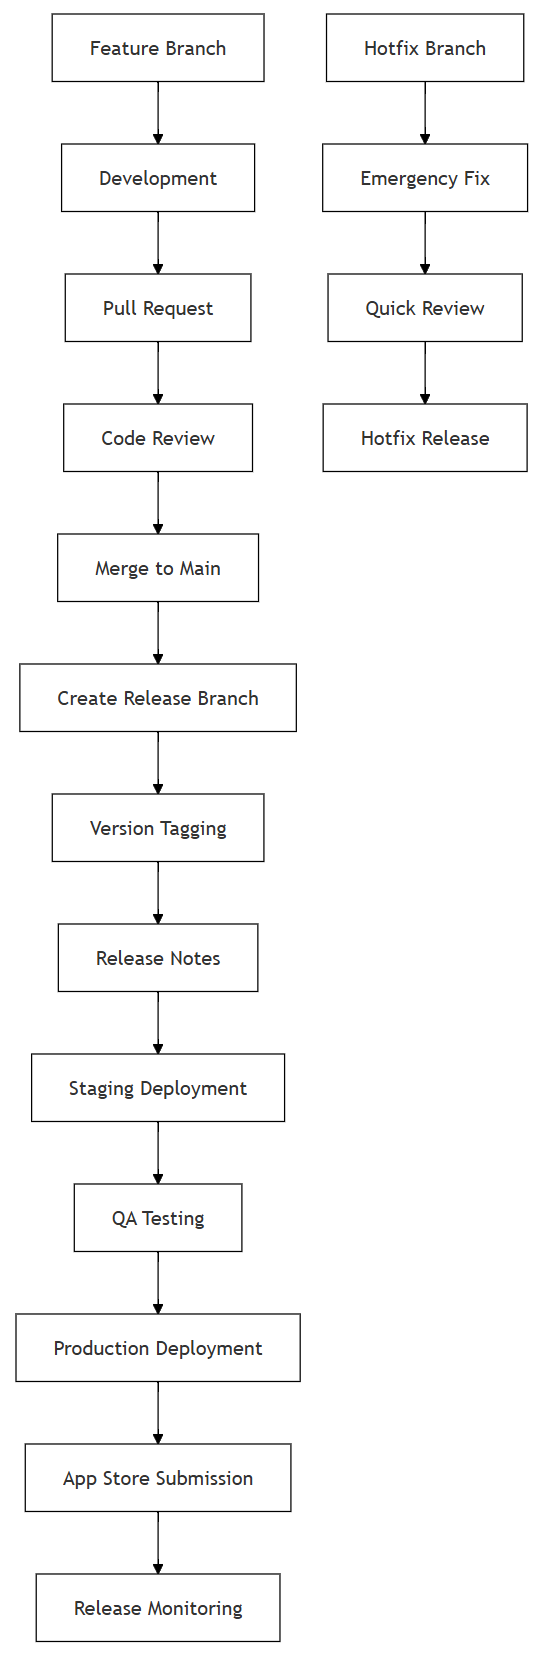 Feature Branch
Development
Pull Request
Code Review
Merge to Main
Create Release Branch
Version Tagging
Release Notes
Staging Deployment
QA Testing
Production Deployment
App Store Submission
Release Monitoring
Hotfix Branch
Emergency Fix
Quick Review
Hotfix Release